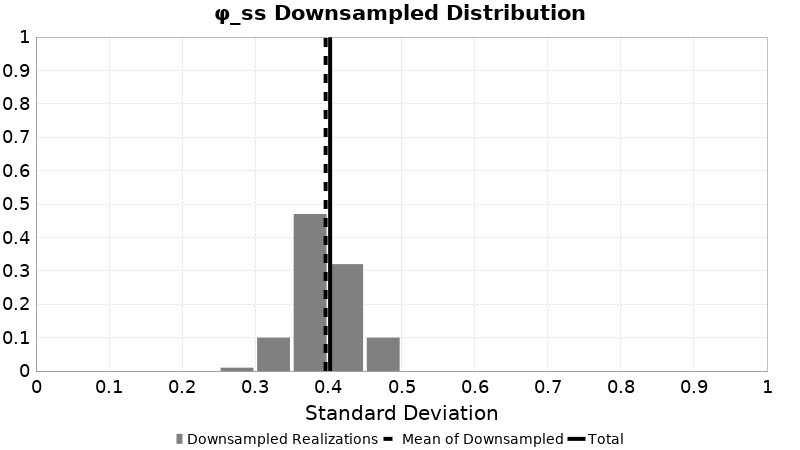 φ_ss Downsampled Distribution
1
0.9
0.8
0.7
0.6
0.5
0.4
0.3
0.2
0.1
0
0 0.1 0.2 0.3 0.4 0.5 0.6 0.7 0.8 0.9 1
Standard Deviation
Downsampled Realizations Mean of Downsampled Total